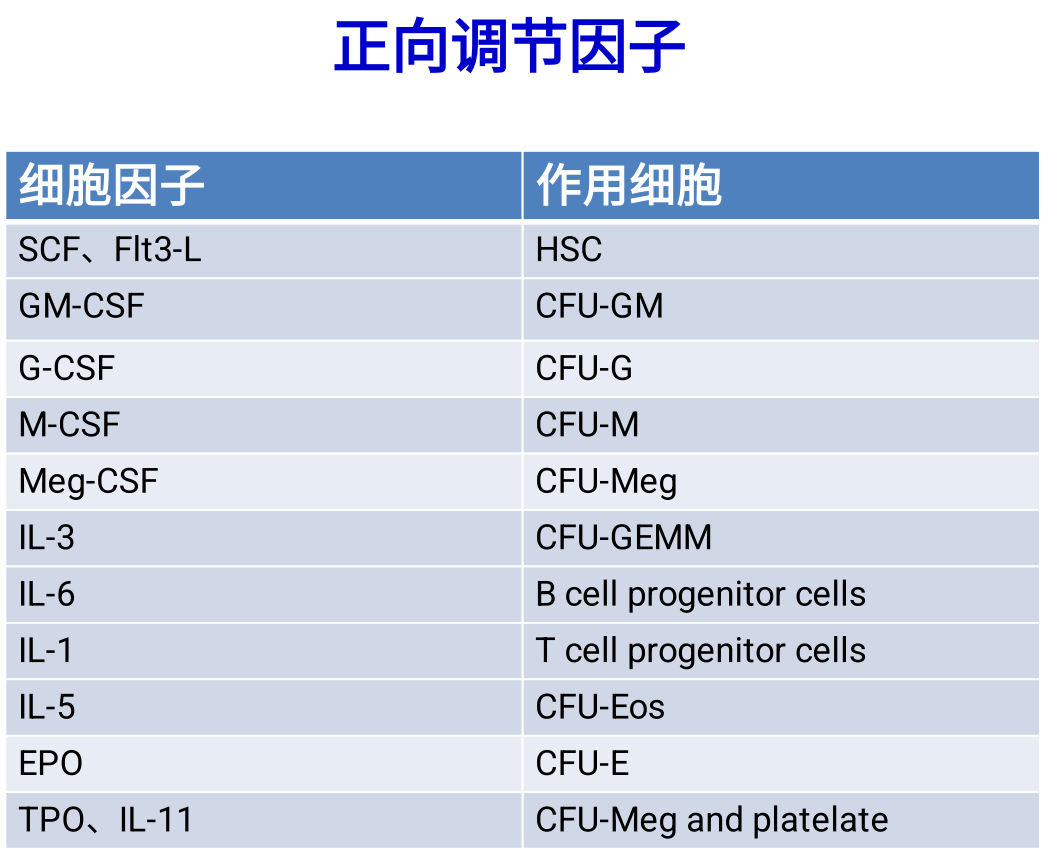 正向调节因子
细胞因子 作用细胞
SCF、Flt3-L HSC
GM-CSF CFU-GM
G-CSF CFU-G
M-CSF CFU-M
Meg-CSF CFU-Meg
IL-3 CFU-GEMM
IL-6 B cell progenitor cells
IL-1 T cell progenitor cells
IL-5 CFU-Eos
EPO CFU-E
TPO、IL-11 CFU-Meg and platelate